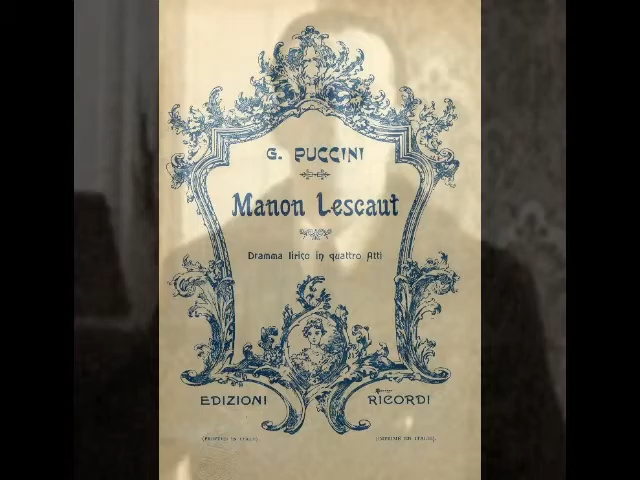 G. PUCCINI
Manon Lescaut
Dramma lirico in quattro Atti
EDIZIONI RICORDI